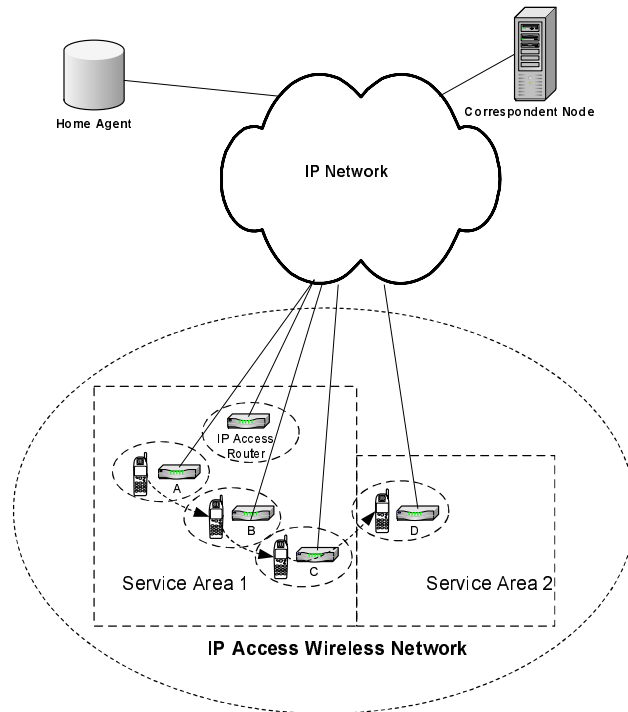 Home Agent
Correspondent Node
IP Network
IP Access
Router
A
B
C
D
Service Area 1
Service Area 2
IP Access Wireless Network